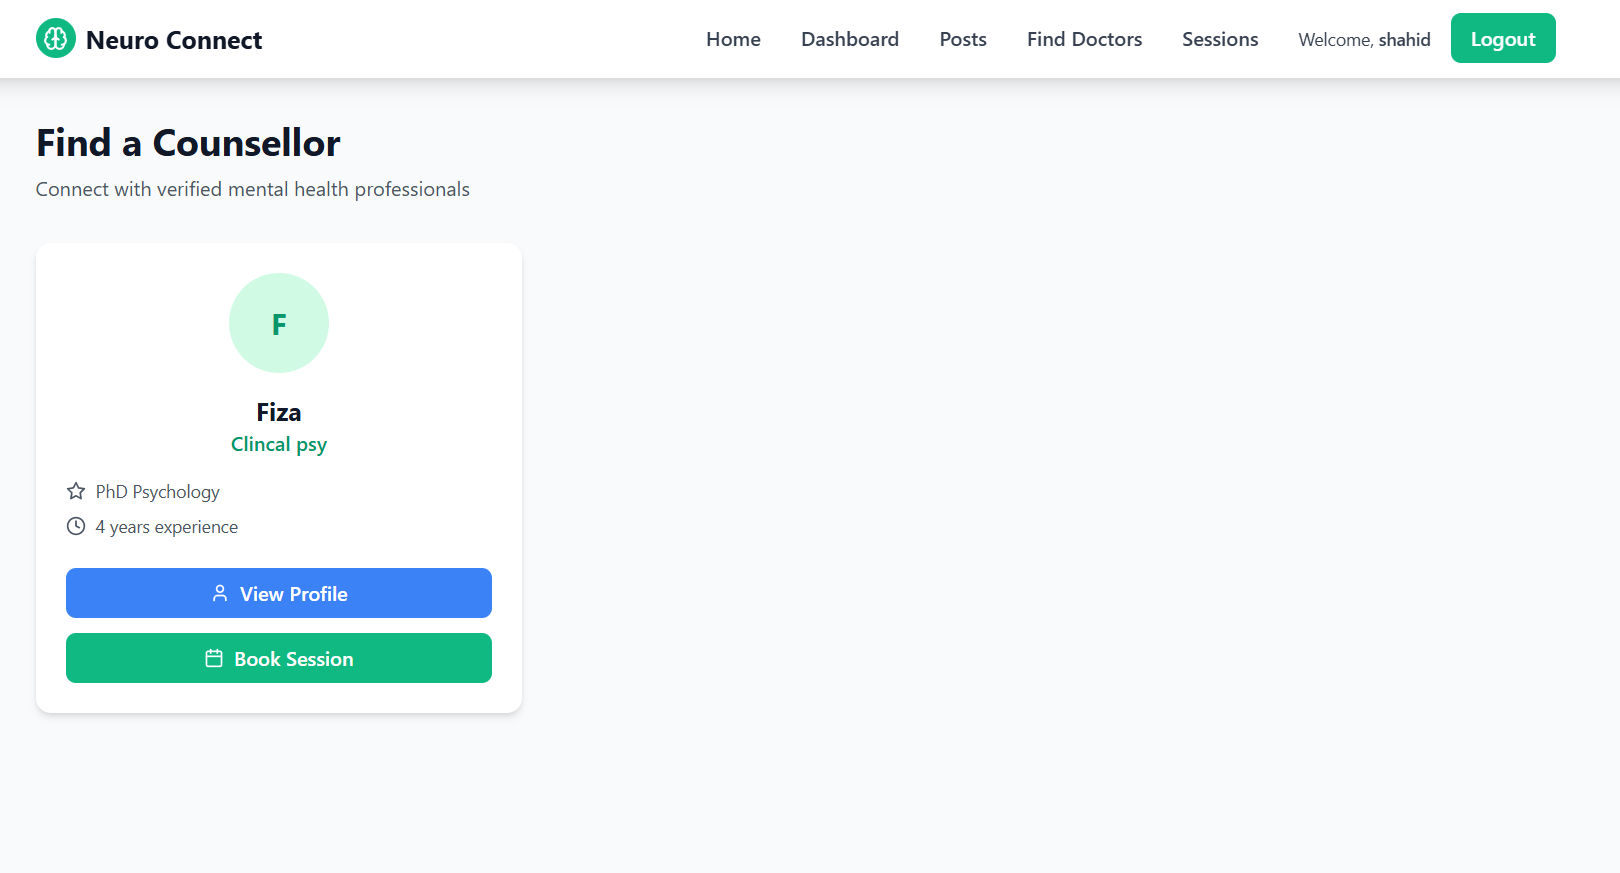 Neuro Connect
Home Dashboard Posts Find Doctors Sessions Welcome, shahid Logout
Find a Counsellor
Connect with verified mental health professionals
F
Fiza
Clincal psy
PhD Psychology
4 years experience
View Profile
Book Session